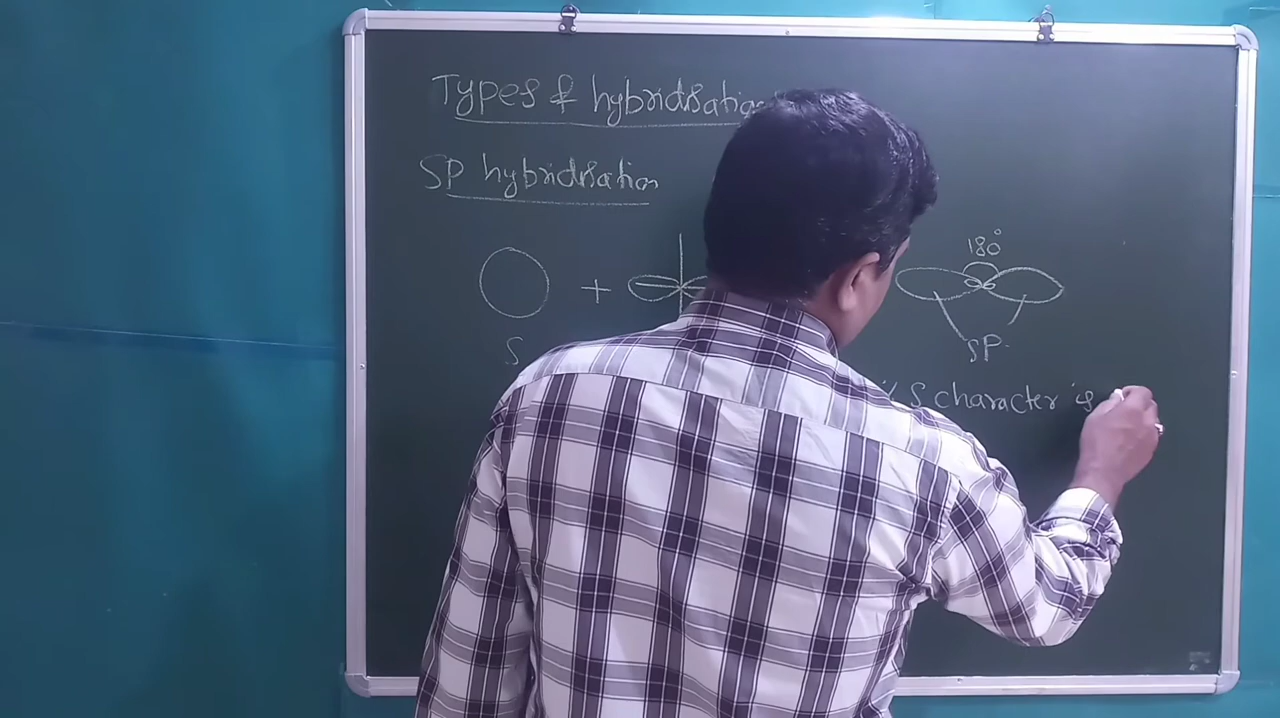 Types of hybridisation
SP hybridisation
180°
+
S
SP
% S character is